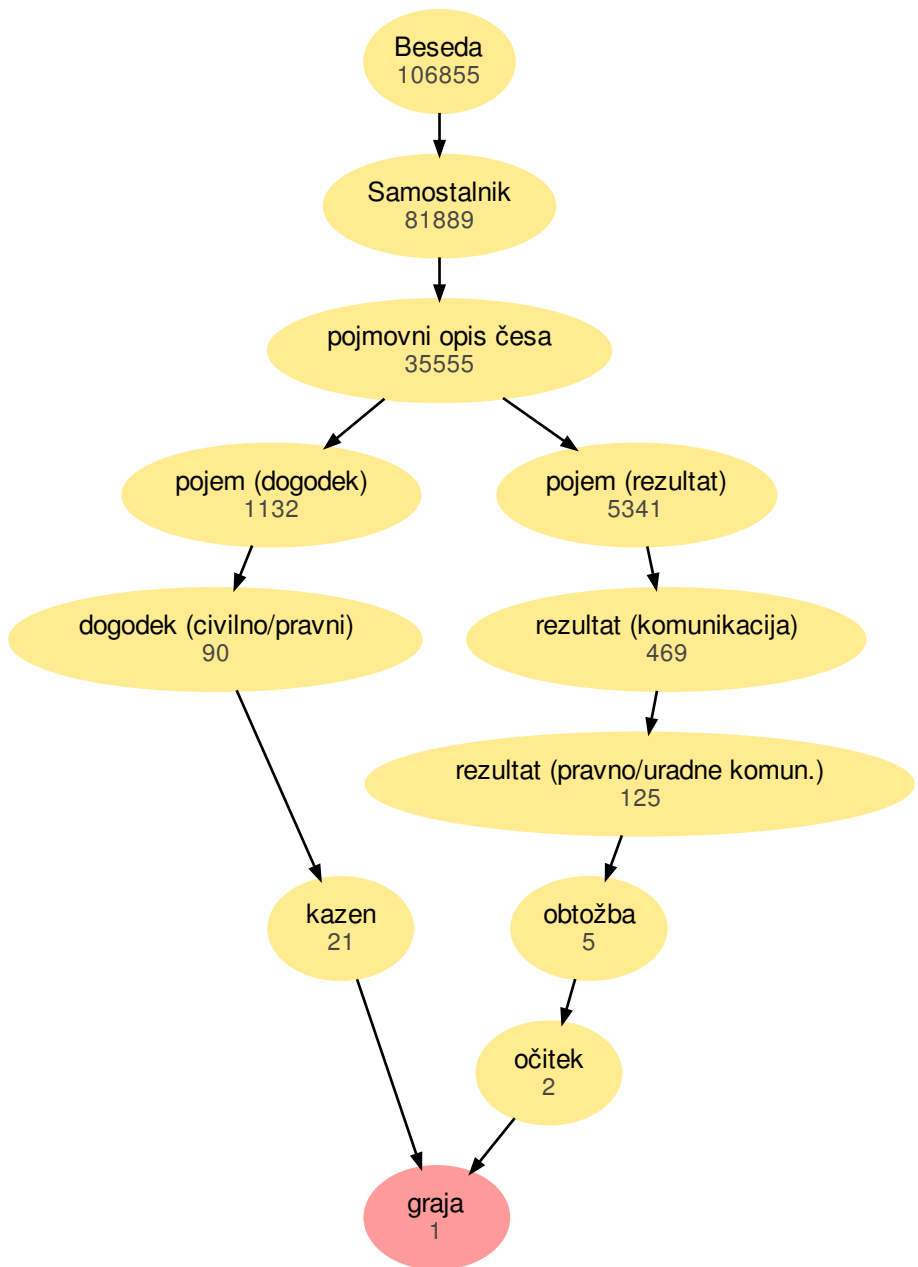 Beseda
106855
Samostalnik
81889
pojmovni opis česa
35555
pojem (dogodek)
1132
pojem (rezultat)
5341
dogodek (civilno/pravni)
90
rezultat (komunikacija)
469
rezultat (pravno/uradne komun.)
125
kazen
21
obtožba
5
očitek
2
graja
1